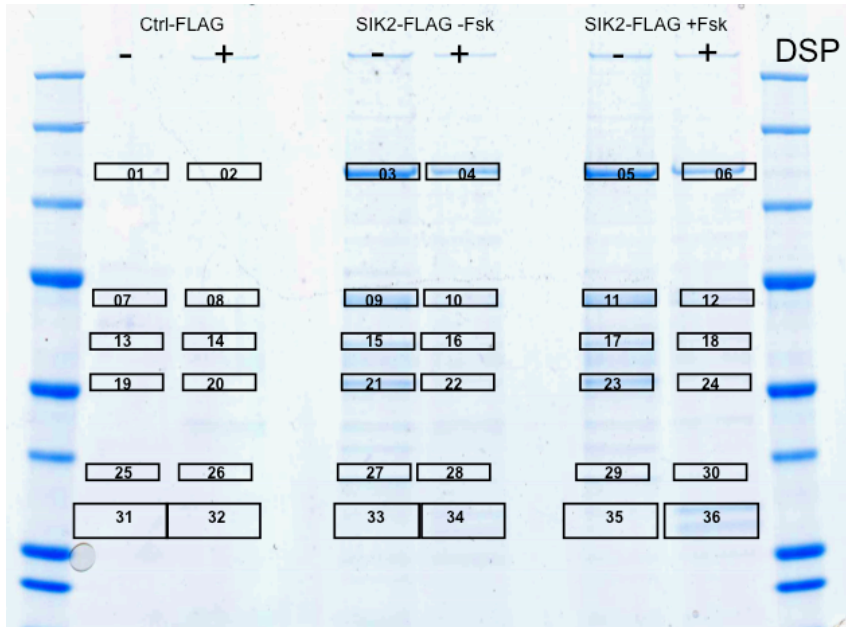 Ctrl-FLAG SIK2-FLAG -Fsk SIK2-FLAG +Fsk
- + - + - + DSP
01 02 03 04 05 06
07 08 09 10 11 12
13 14 15 16 17 18
19 20 21 22 23 24
25 26 27 28 29 30
31 32 33 34 35 36